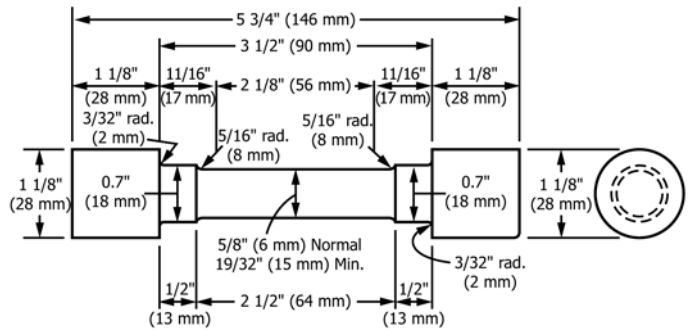 5 3/4" (146 mm)
3 1/2" (90 mm)
1 1/8"
(28 mm)
11/16"
(17 mm)
2 1/8" (56 mm)
11/16"
(17 mm)
1 1/8"
(28 mm)
3/32" rad.
(2 mm)
5/16" rad.
(8 mm)
5/16" rad.
(8 mm)
1 1/8"
(28 mm)
0.7"
(18 mm)
0.7"
(18 mm)
1 1/8"
(28 mm)
5/8" (6 mm) Normal
19/32" (15 mm) Min.
3/32" rad.
(2 mm)
1/2"
(13 mm)
2 1/2" (64 mm)
1/2"
(13 mm)